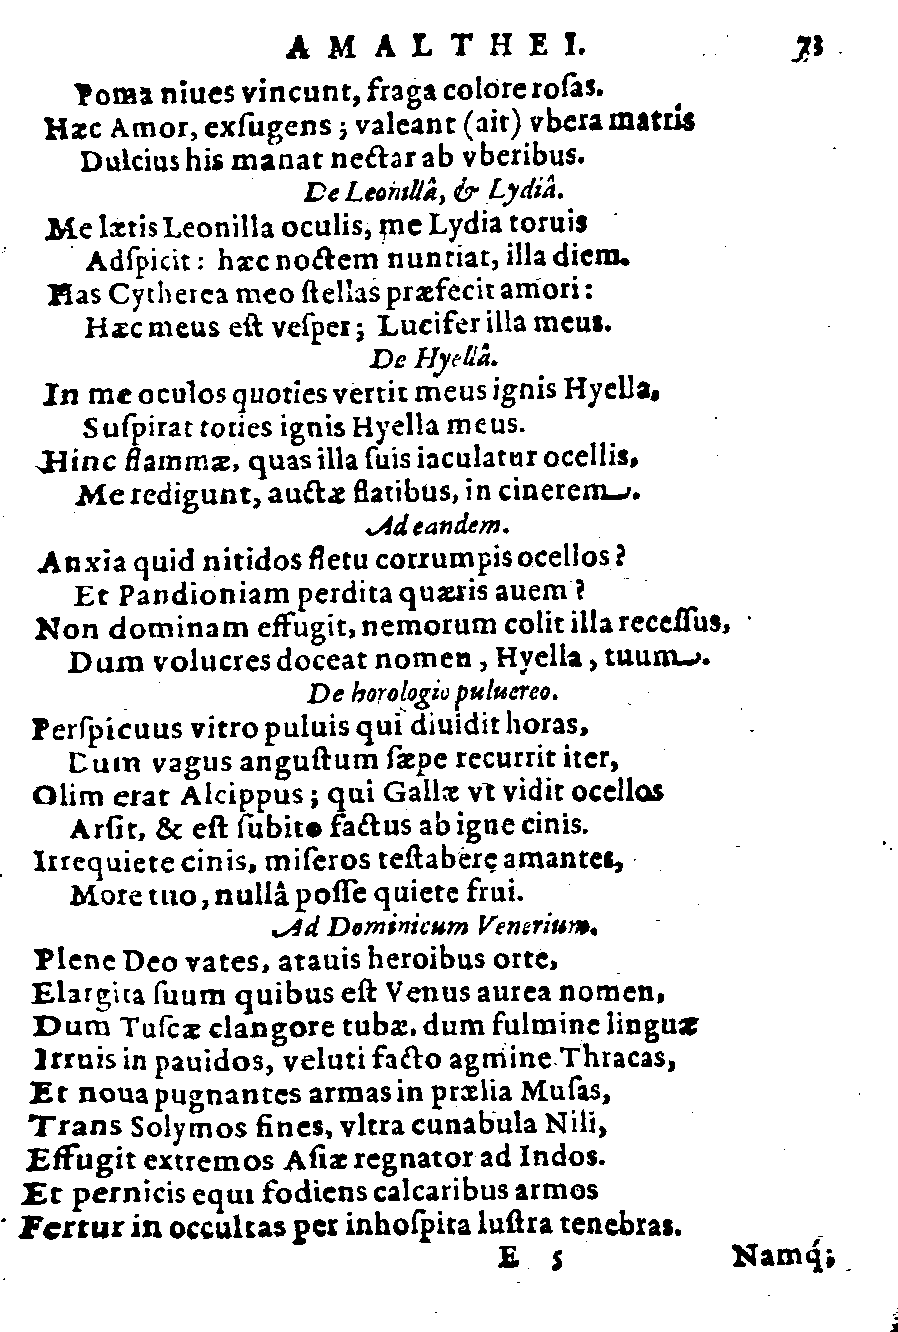 AMALTHEI. 73
Poma niues vincunt, fraga colore roſas.
Hæc Amor, exſugens; valeant (ait) vbera matris
Dulcius his manat nectar ab vberibus.
De Leonillâ, & Lydiâ.
Me lætis Leonilla oculis, me Lydia toruis
Adſpicit: hæc noctem nuntiat, illa diem.
Has Cytherea meo ſtellas præfecit amori:
Hæc meus eſt veſper; Lucifer illa meus.
De Hyellâ.
In me oculos quoties vertit meus ignis Hyella,
Suſpirat toties ignis Hyella meus.
Hinc flammæ, quas illa ſuis iaculatur ocellis,
Me redigunt, auctæ flatibus, in cinerem.
Ad eandem.
Anxia quid nitidos fletu corrumpis ocellos?
Et Pandioniam perdita quæris auem?
Non dominam effugit, nemorum colit illa receſſus,
Dum volucres doceat nomen, Hyella, tuum.
De horologio puluereo.
Perſpicuus vitro puluis qui diuidit horas,
Dum vagus anguſtum ſæpe recurrit iter,
Olim erat Alcippus; qui Gallæ vt vidit ocellos
Arſit, & eſt ſubito factus ab igne cinis.
Irrequiete cinis, miſeros teſtabere amantes,
More tuo, nullâ poſſe quiete frui.
Ad Dominicum Venerium.
Plene Deo vates, atauis heroibus orte,
Elargita ſuum quibus eſt Venus aurea nomen,
Dum Tuſcæ clangore tubæ, dum fulmine linguæ
Irruis in pauidos, veluti facto agmine Thracas,
Et noua pugnantes armas in prælia Muſas,
Trans Solymos fines, vltra cunabula Nili,
Effugit extremos Aſiæ regnator ad Indos.
Et pernicis equi fodiens calcaribus armos
Fertur in occultas per inhoſpita luſtra tenebras.
E 5 Namq́;